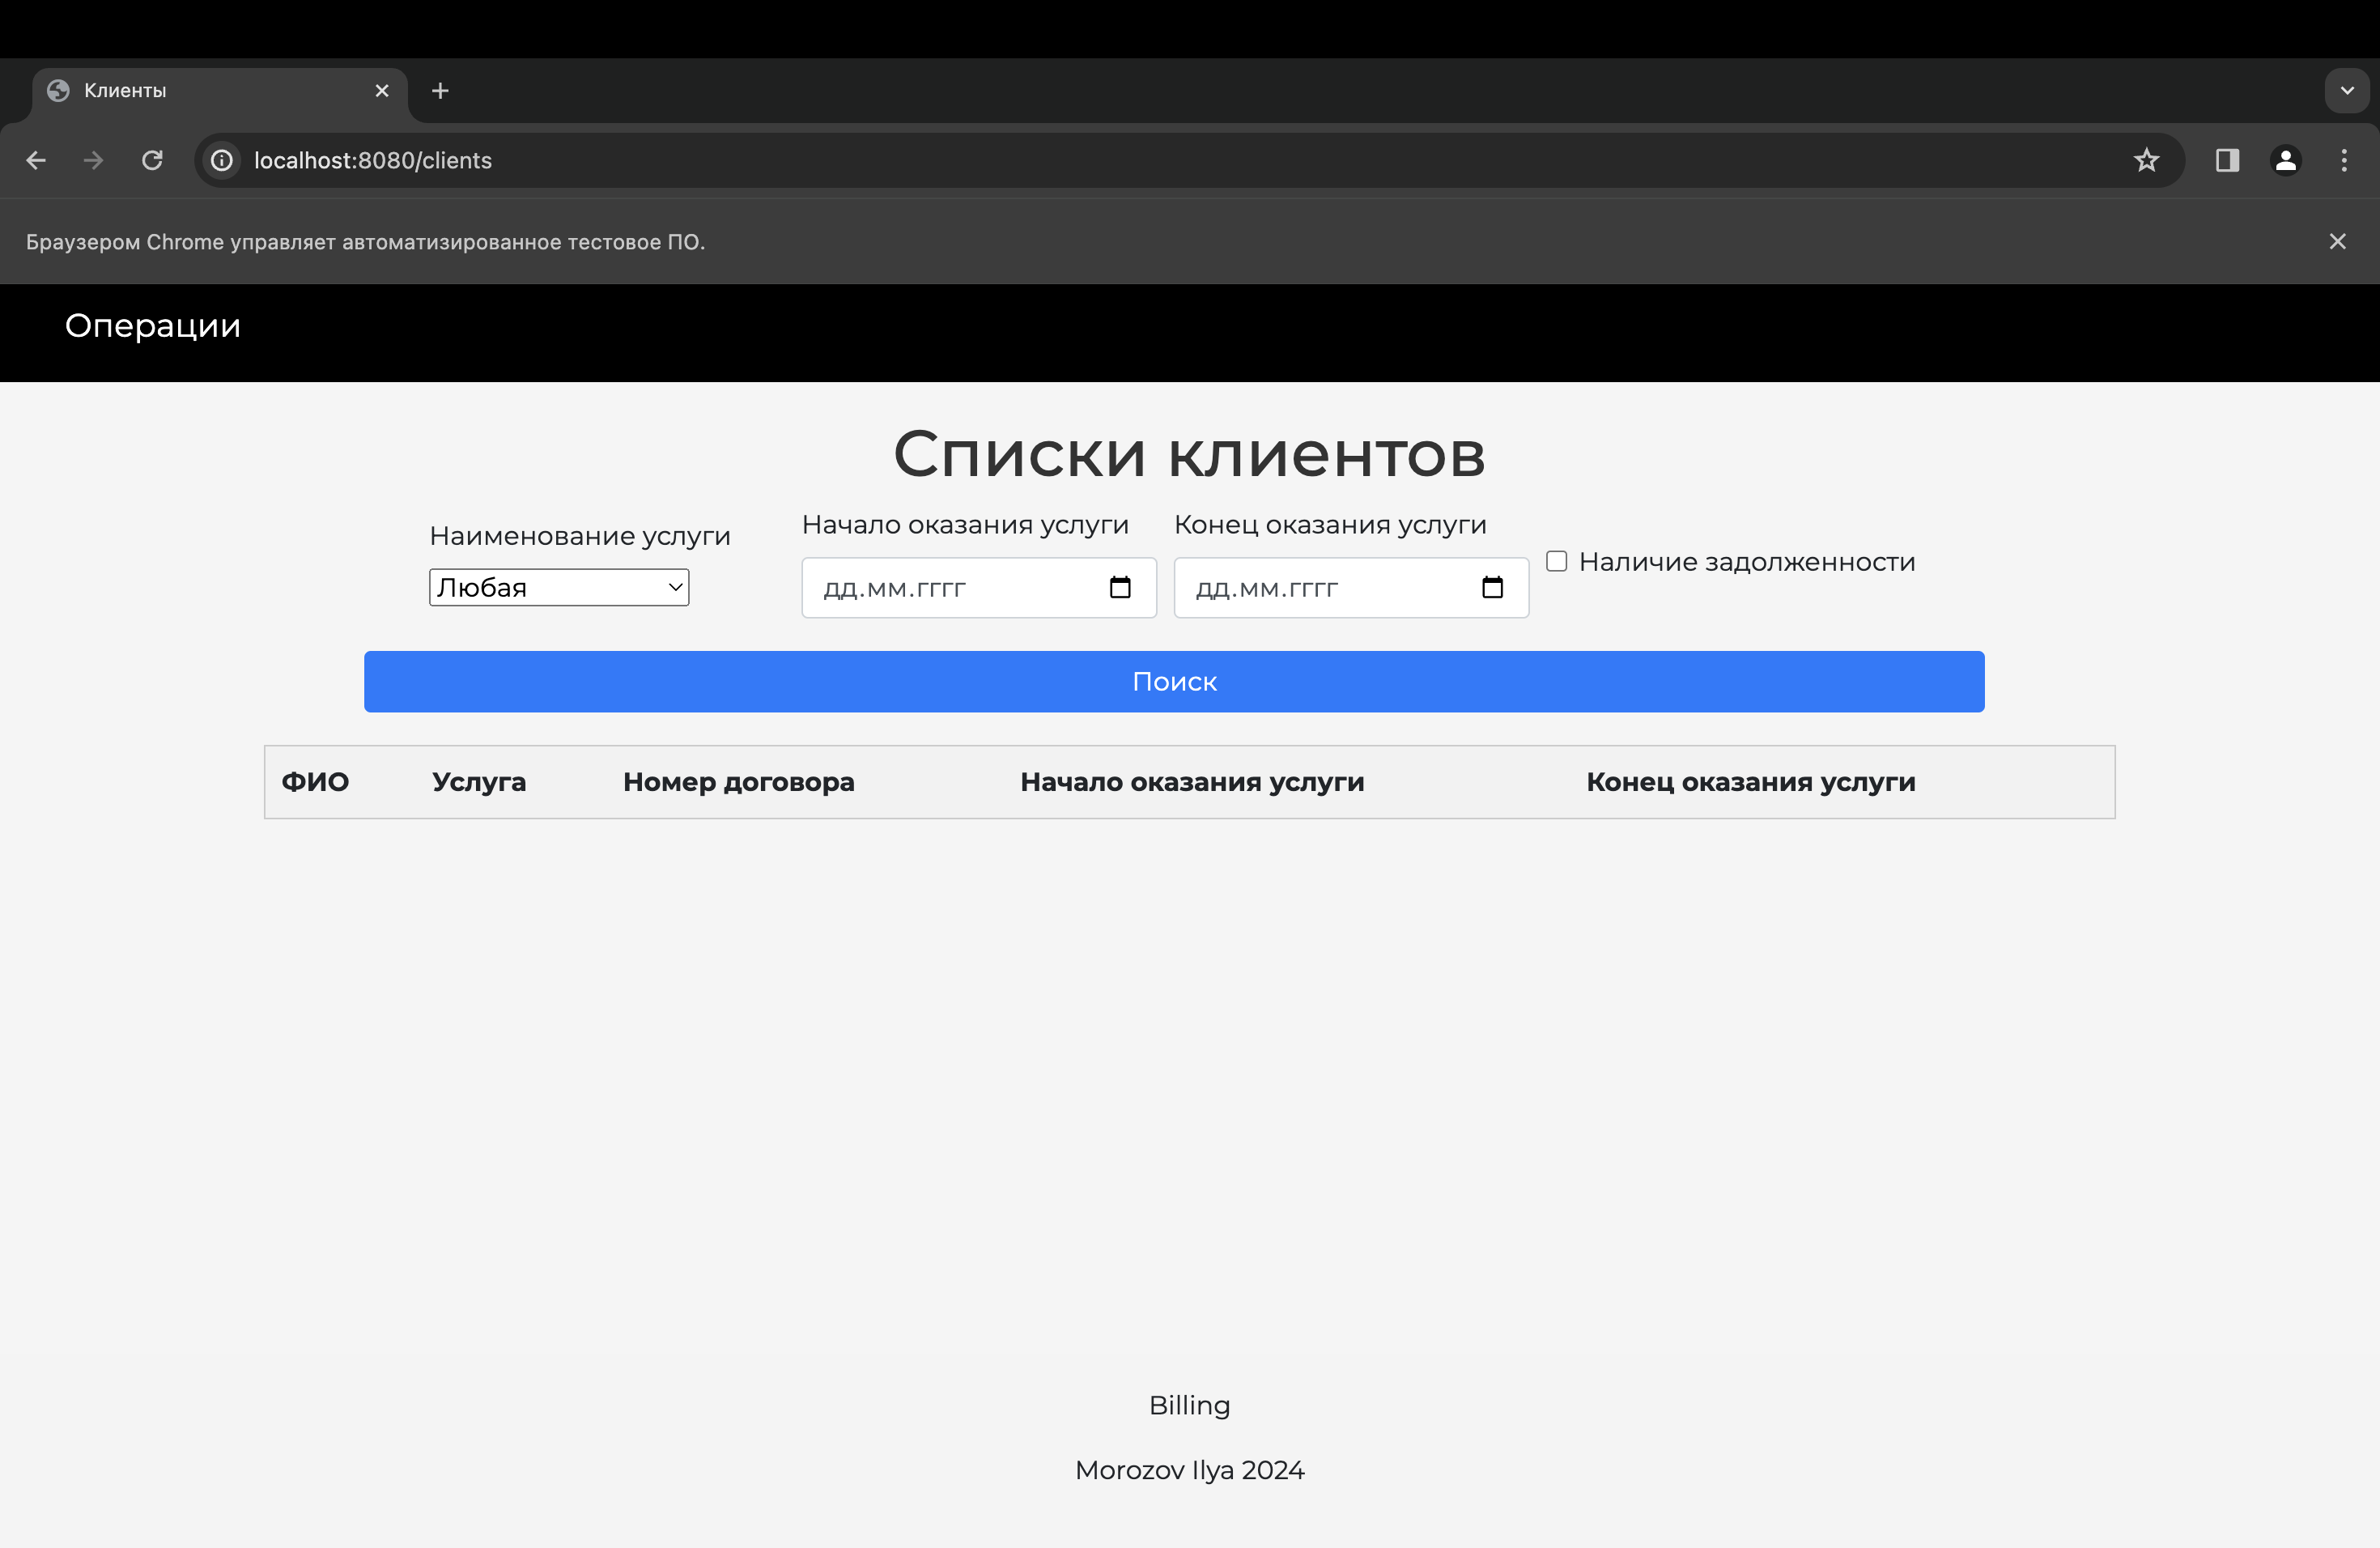 Клиенты
localhost:8080/clients
Браузером Chrome управляет автоматизированное тестовое ПО.
Операции
Списки клиентов
Наименование услуги
Начало оказания услуги
Конец оказания услуги
Любая
дд.мм.гггг
дд.мм.гггг
Наличие задолженности
Поиск
ФИО Услуга Номер договора Начало оказания услуги Конец оказания услуги
Billing
Morozov Ilya 2024